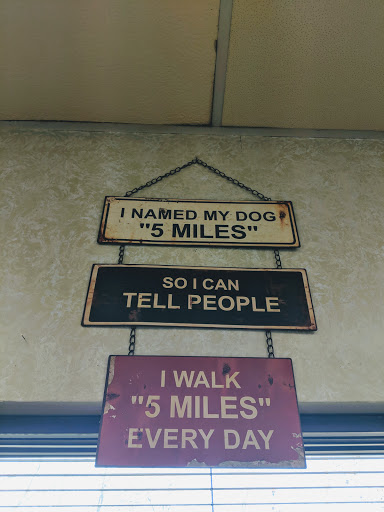 I NAMED MY DOG
"5 MILES"
SO I CAN
TELL PEOPLE
I WALK
"5 MILES"
EVERY DAY